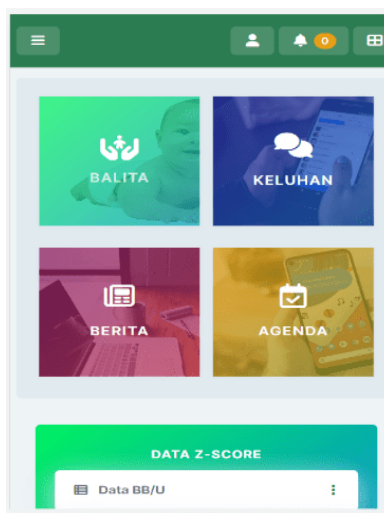 0
BALITA
KELUHAN
BERITA
AGENDA
DATA Z-SCORE
Data BB/U